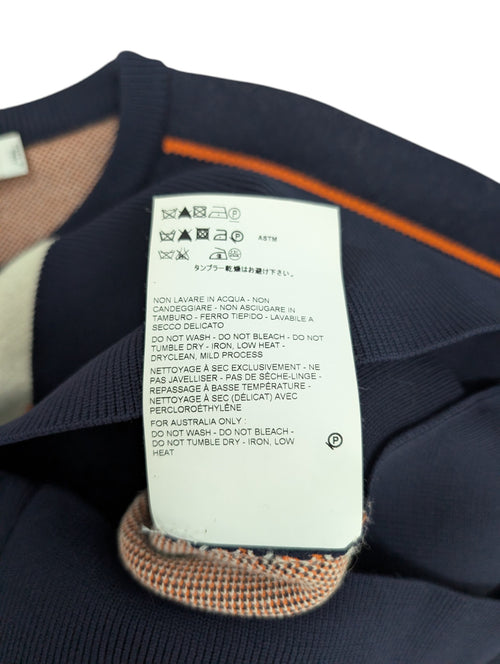 P
P ASTM
タンブラー乾燥はお避け下さい。
NON LAVARE IN ACQUA - NON
CANDEGGIARE - NON ASCIUGARE IN
TAMBURO - FERRO TIEPIDO - LAVABILE A
SECCO DELICATO
DO NOT WASH - DO NOT BLEACH - DO NOT
TUMBLE DRY - IRON, LOW HEAT -
DRYCLEAN, MILD PROCESS
NETTOYAGE À SEC EXCLUSIVEMENT - NE
PAS JAVELLISER - PAS DE SÈCHE-LINGE -
REPASSAGE À BASSE TEMPÉRATURE -
NETTOYAGE À SEC (DÉLICAT) AVEC
PERCLOROÉTHYLÈNE
FOR AUSTRALIA ONLY :
DO NOT WASH - DO NOT BLEACH -
DO NOT TUMBLE DRY - IRON, LOW
HEAT
P